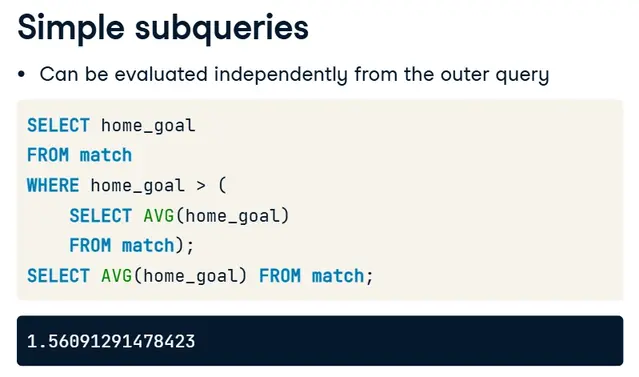 Simple subqueries
• Can be evaluated independently from the outer query
SELECT home_goal
FROM match
WHERE home_goal > (
    SELECT AVG(home_goal)
    FROM match);
SELECT AVG(home_goal) FROM match;
1.56091291478423